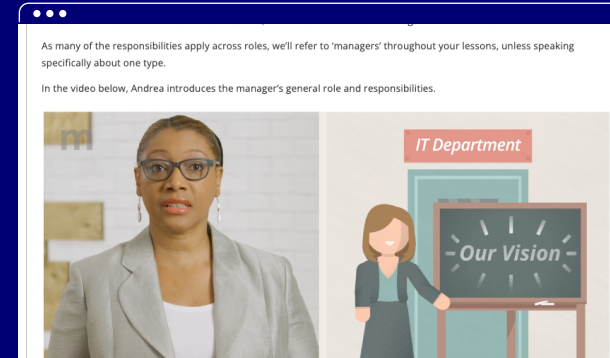 As many of the responsibilities apply across roles, we'll refer to 'managers' throughout your lessons, unless speaking
specifically about one type.
In the video below, Andrea introduces the manager's general role and responsibilities.
m
IT Department
Our Vision